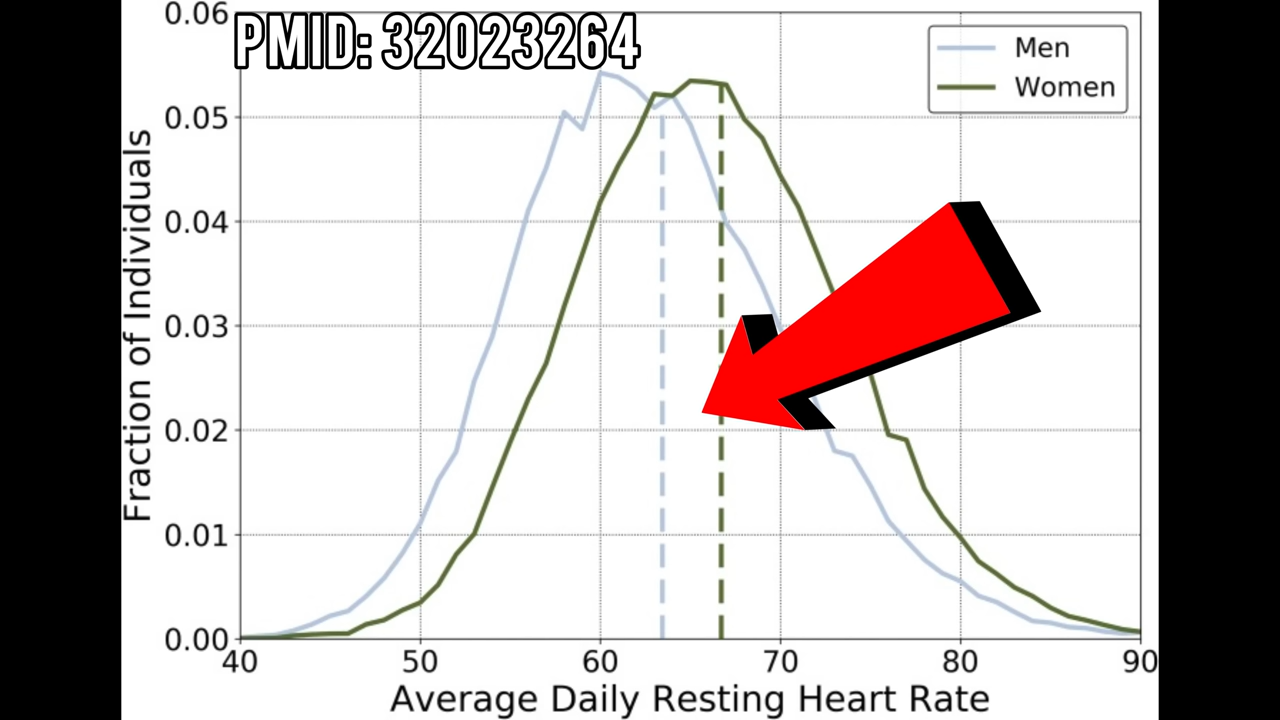 PMID: 32023264
Men
Women
Fraction of Individuals
0.06
0.05
0.04
0.03
0.02
0.01
0.00
40 50 60 70 80 90
Average Daily Resting Heart Rate